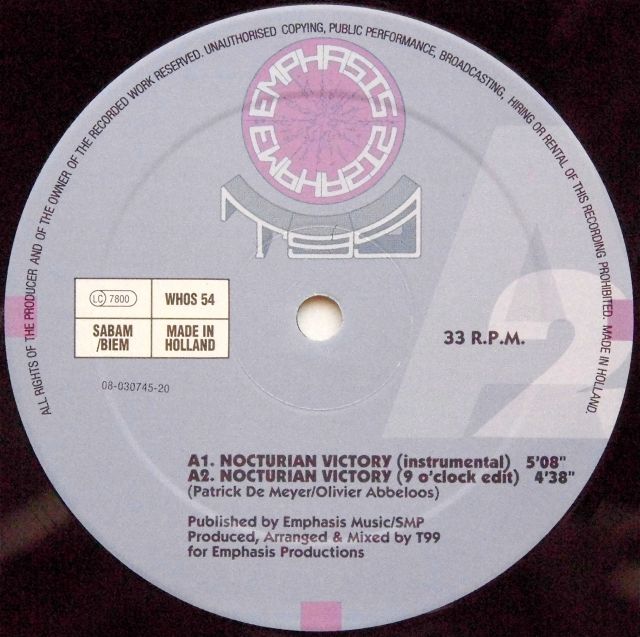 ALL RIGHTS OF THE PRODUCER AND OF THE OWNER OF THE RECORDED WORK RESERVED. UNAUTHORISED COPYING, PUBLIC PERFORMANCE, BROADCASTING, HIRING OR RENTAL OF THIS RECORDING PROHIBITED. MADE IN HOLLAND.
EMPHASIS EMPHASIS
T99
A2
LC 7800
WHOS 54
SABAM
/BIEM
MADE IN
HOLLAND
33 R.P.M.
08-030745-20
A1. NOCTURIAN VICTORY (instrumental) 5'08"
A2. NOCTURIAN VICTORY (9 o'clock edit) 4'38"
(Patrick De Meyer/Olivier Abbeloos)
Published by Emphasis Music/SMP
Produced, Arranged & Mixed by T99
for Emphasis Productions